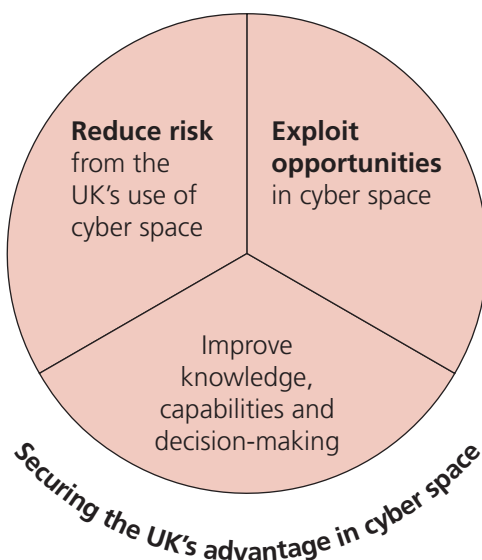 Reduce risk
from the
UK's use of
cyber space
Exploit
opportunities
in cyber space
Improve
knowledge,
capabilities and
decision-making
Securing the UK's advantage in cyber space